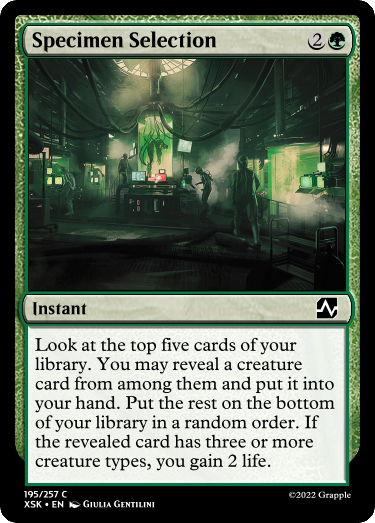 Specimen Selection 2
Instant
Look at the top five cards of your
library. You may reveal a creature
card from among them and put it into
your hand. Put the rest on the bottom
of your library in a random order. If
the revealed card has three or more
creature types, you gain 2 life.
195/257 C
XSK • EN Giulia Gentilini
©2022 Grapple